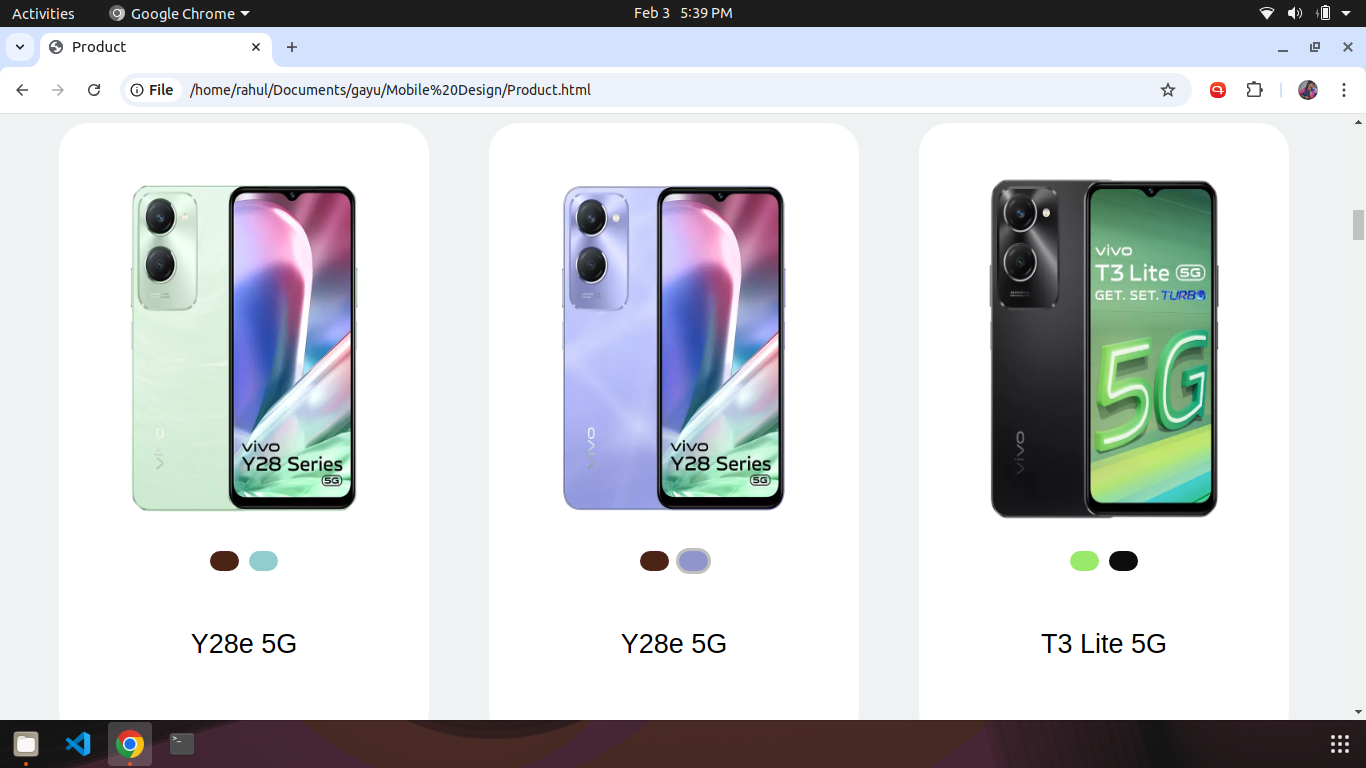 Activities
Google Chrome
Feb 3 5:39 PM
Product
File
/home/rahul/Documents/gayu/Mobile%20Design/Product.html
vivo
vivo
Y28 Series
5G
vivo
vivo
Y28 Series
5G
vivo
vivo
T3 Lite 5G
GET. SET. TURBO
5G
Y28e 5G
Y28e 5G
T3 Lite 5G